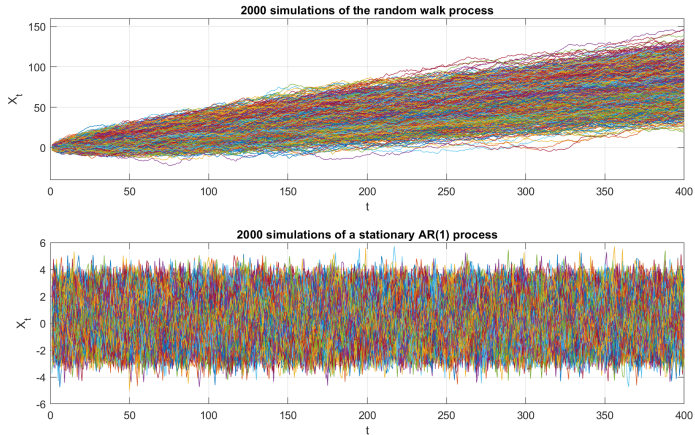 2000 simulations of the random walk process
150
100
50
0
X_t
0 50 100 150 200 250 300 350 400
t
2000 simulations of a stationary AR(1) process
6
4
2
0
-2
-4
-6
X_t
0 50 100 150 200 250 300 350 400
t